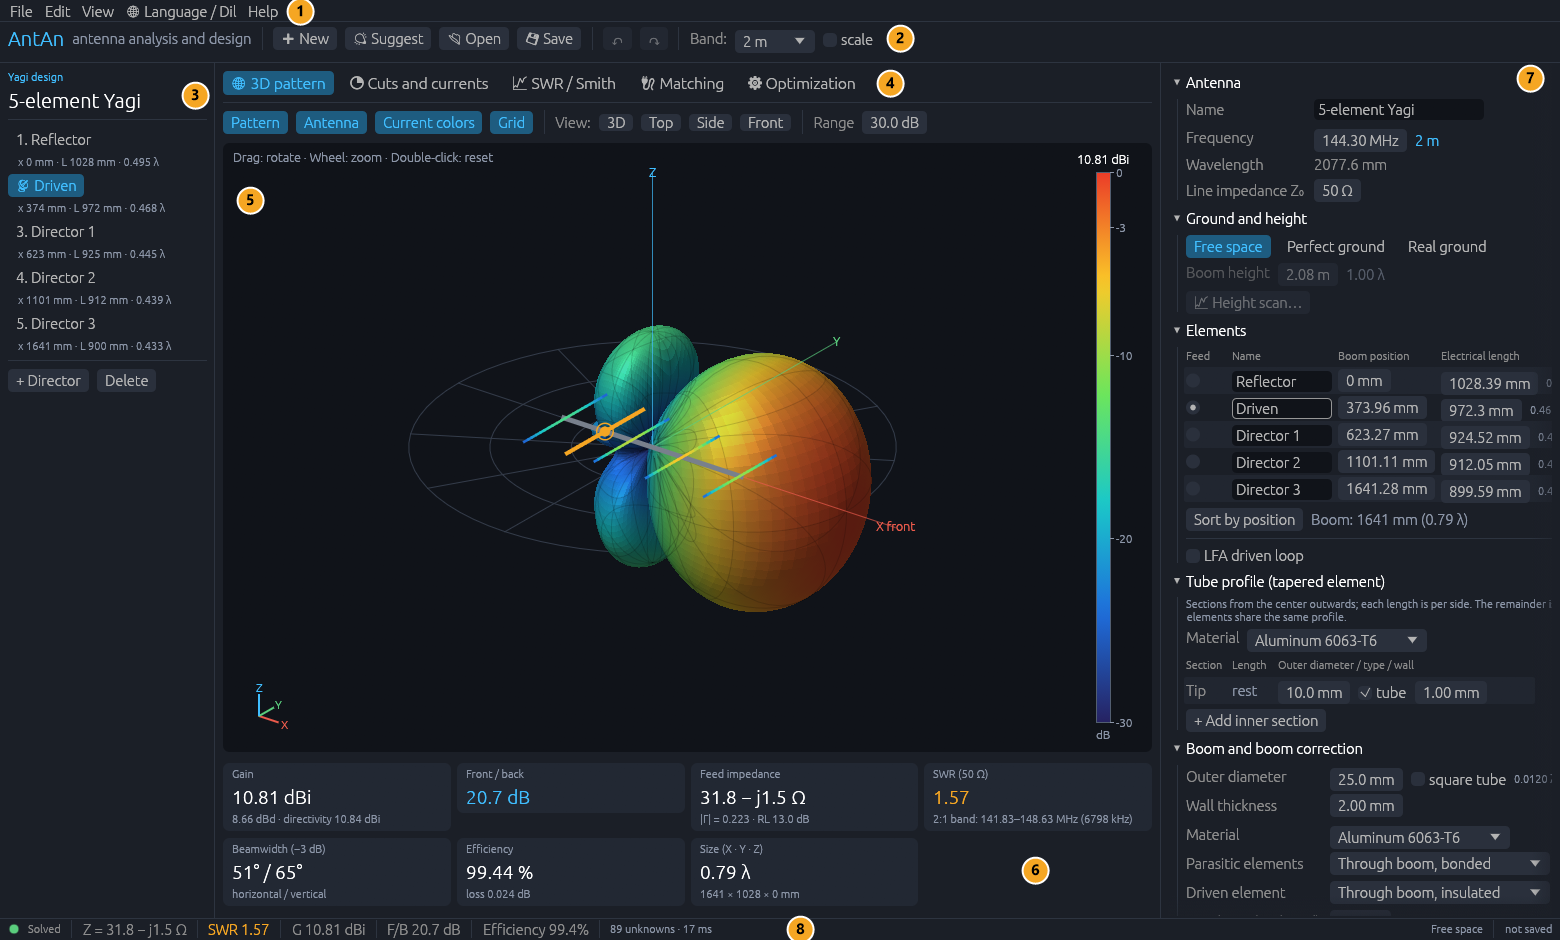 File Edit View Language / Dil Help 1
AntAn antenna analysis and design + New Suggest Open Save Band: 2 m scale 2
Yagi design
5-element Yagi 3
1. Reflector
x 0 mm · L 1028 mm · 0.495 λ
Driven
x 374 mm · L 972 mm · 0.468 λ
3. Director 1
x 623 mm · L 925 mm · 0.445 λ
4. Director 2
x 1101 mm · L 912 mm · 0.439 λ
5. Director 3
x 1641 mm · L 900 mm · 0.433 λ
+ Director Delete
3D pattern Cuts and currents SWR / Smith Matching Optimization 4
Pattern Antenna Current colors Grid View: 3D Top Side Front Range 30.0 dB
Drag: rotate · Wheel: zoom · Double-click: reset
5
10.81 dBi
0
-3
-10
-20
-30
dB
Z
Y
X front
Z
Y
X
Gain
10.81 dBi
8.66 dBd · directivity 10.84 dBi
Front / back
20.7 dB
Feed impedance
31.8 – j1.5 Ω
|Γ| = 0.223 · RL 13.0 dB
SWR (50 Ω)
1.57
2:1 band: 141.83–148.63 MHz (6798 kHz)
Beamwidth (−3 dB)
51° / 65°
horizontal / vertical
Efficiency
99.44 %
loss 0.024 dB
Size (X · Y · Z)
0.79 λ
1641 × 1028 × 0 mm
6
Antenna 7
Name 5-element Yagi
Frequency 144.30 MHz 2 m
Wavelength 2077.6 mm
Line impedance Z₀ 50 Ω
Ground and height
Free space Perfect ground Real ground
Boom height 2.08 m 1.00 λ
Height scan…
Elements
Feed Name Boom position Electrical length
Reflector 0 mm 1028.39 mm 0
Driven 373.96 mm 972.3 mm 0.46
Director 1 623.27 mm 924.52 mm 0.4
Director 2 1101.11 mm 912.05 mm 0.4
Director 3 1641.28 mm 899.59 mm 0.4
Sort by position Boom: 1641 mm (0.79 λ)
LFA driven loop
Tube profile (tapered element)
Sections from the center outwards; each length is per side. The remainder i
elements share the same profile.
Material Aluminum 6063-T6
Section Length Outer diameter / type / wall
Tip rest 10.0 mm ✓ tube 1.00 mm
+ Add inner section
Boom and boom correction
Outer diameter 25.0 mm square tube 0.0120
Wall thickness 2.00 mm
Material Aluminum 6063-T6
Parasitic elements Through boom, bonded
Driven element Through boom, insulated
Solved Z = 31.8 – j1.5 Ω SWR 1.57 G 10.81 dBi F/B 20.7 dB Efficiency 99.4% 89 unknowns · 17 ms 8 Free space not saved